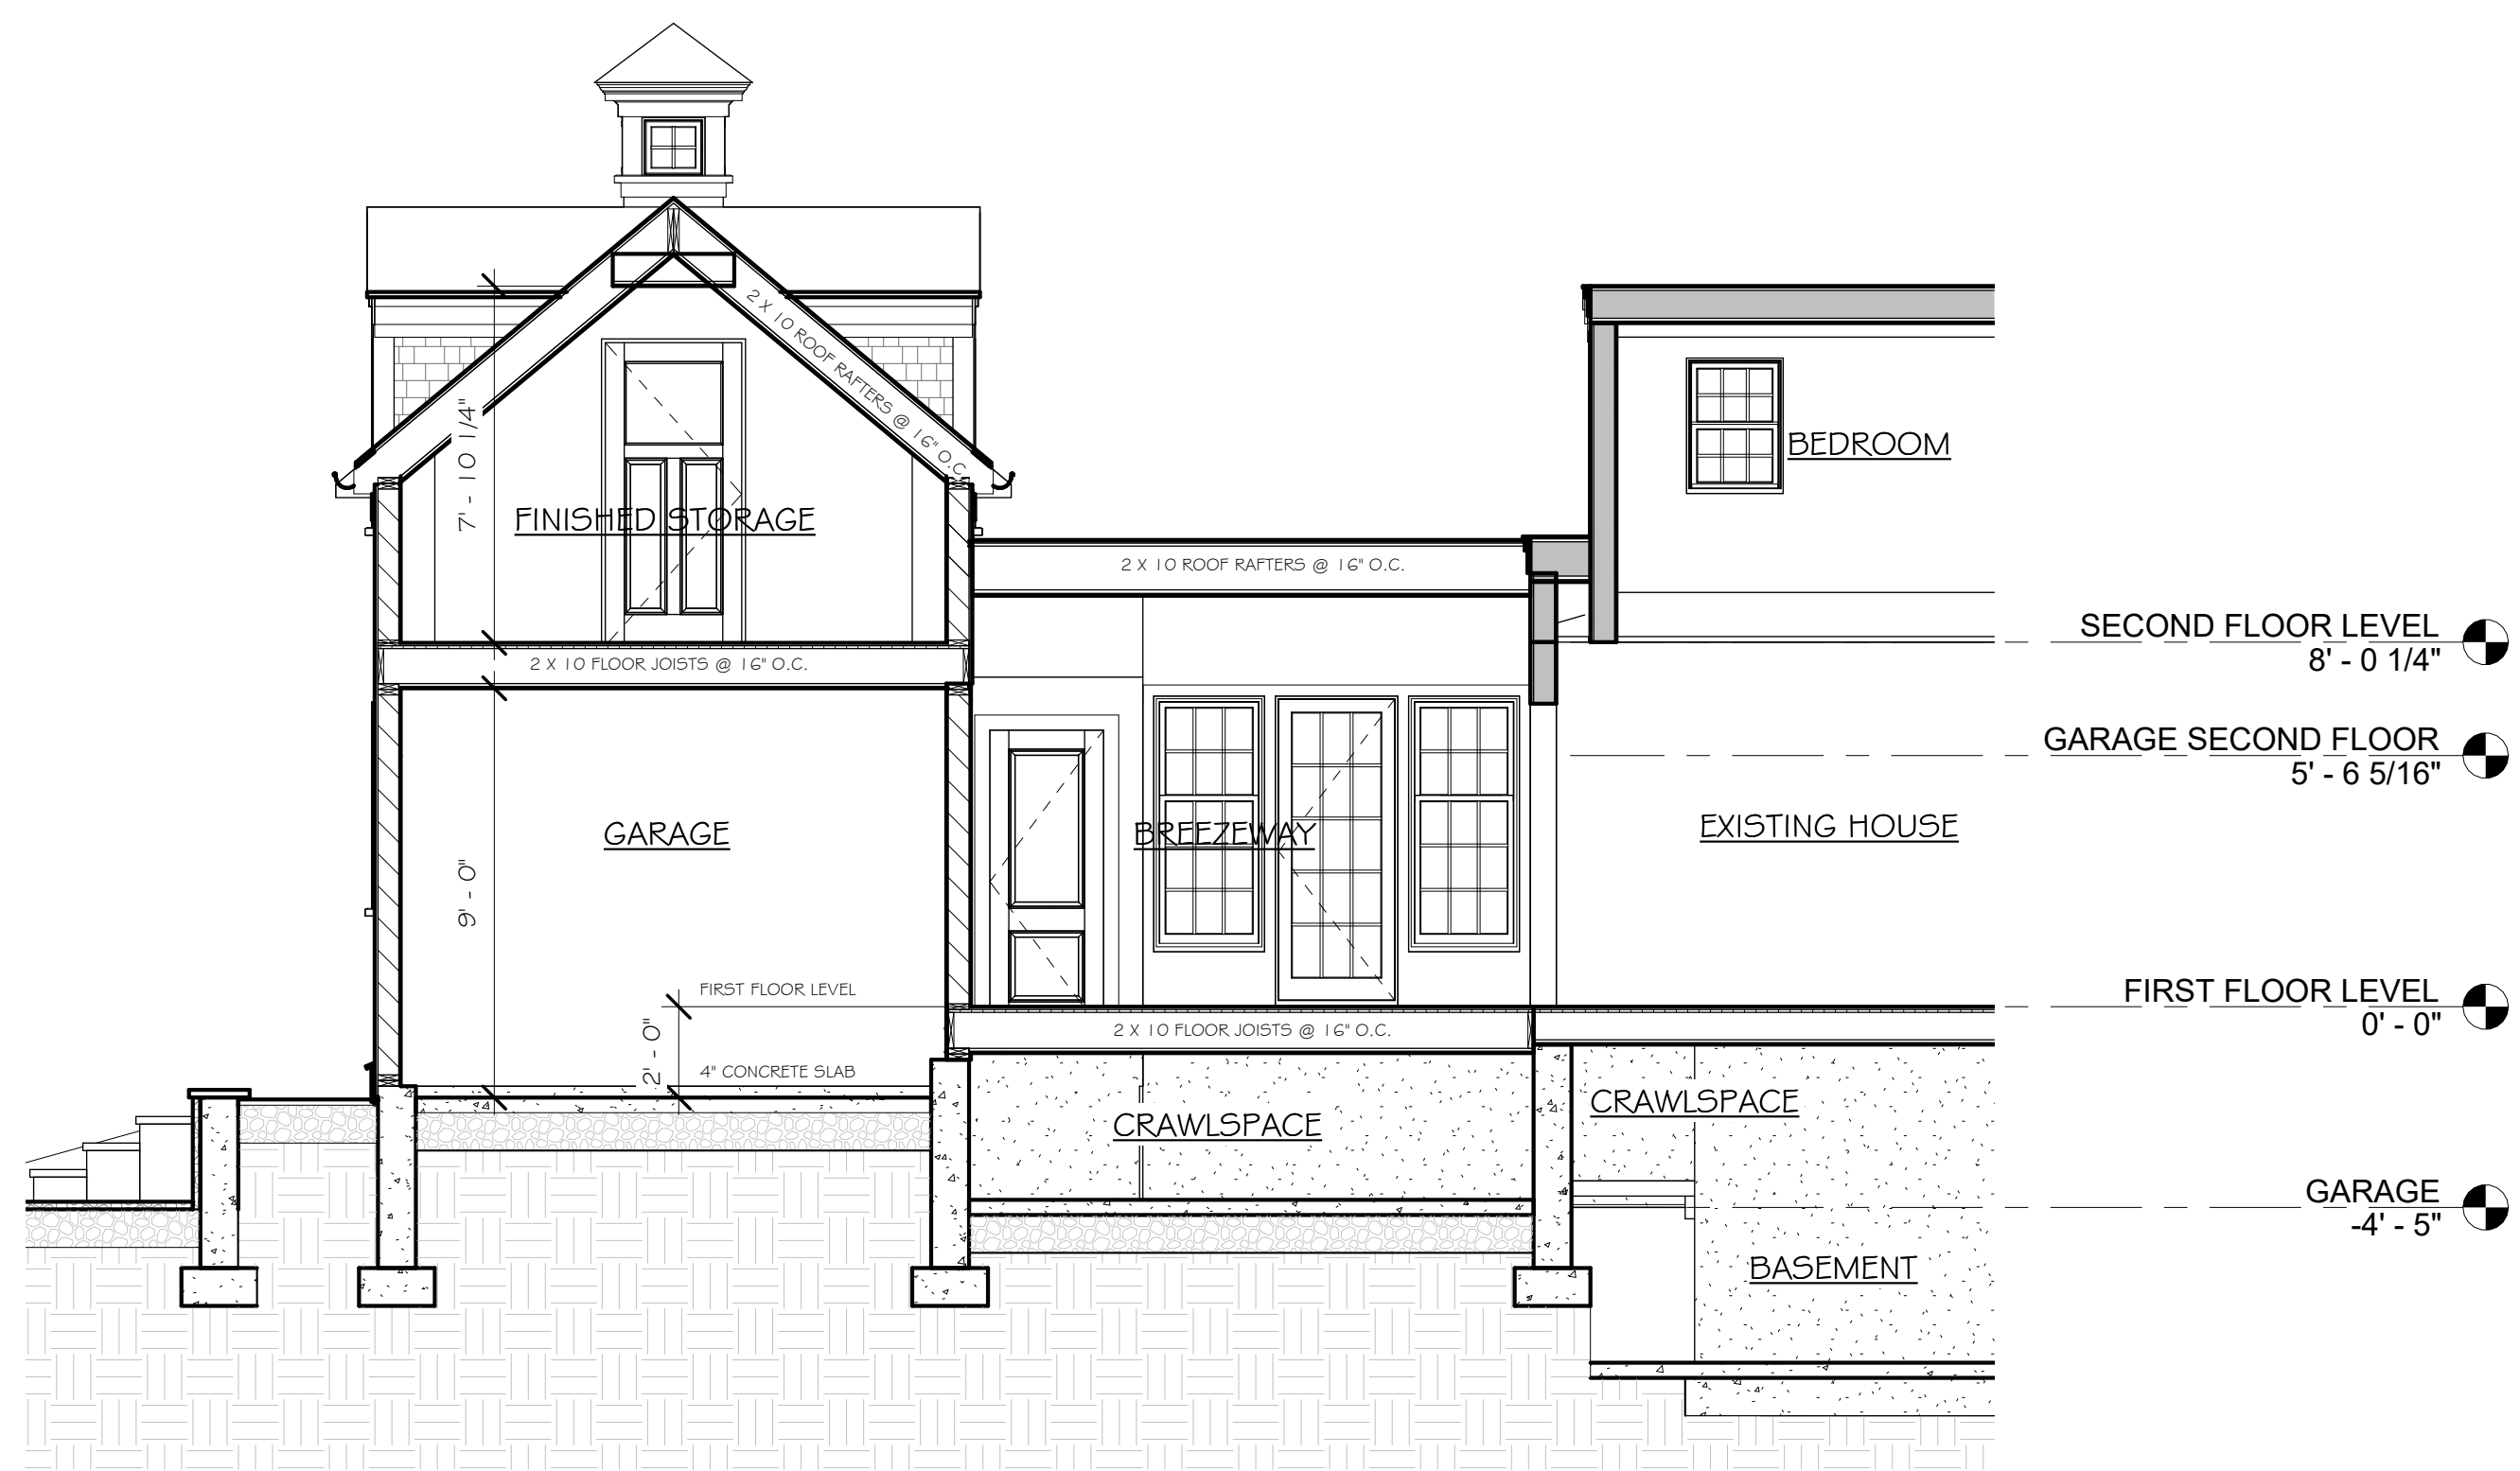 2 X 10 ROOF RAFTERS @ 16" O.C.
7' - 10 1/4"
BEDROOM
FINISHED STORAGE
2 X 10 ROOF RAFTERS @ 16" O.C.
SECOND FLOOR LEVEL
8' - 0 1/4"
2 X 10 FLOOR JOISTS @ 16" O.C.
GARAGE SECOND FLOOR
5' - 6 5/16"
GARAGE
BREEZEWAY
EXISTING HOUSE
9' - 0"
FIRST FLOOR LEVEL
FIRST FLOOR LEVEL
0' - 0"
2 X 10 FLOOR JOISTS @ 16" O.C.
2' - 0"
4" CONCRETE SLAB
CRAWLSPACE
CRAWLSPACE
GARAGE
-4' - 5"
BASEMENT